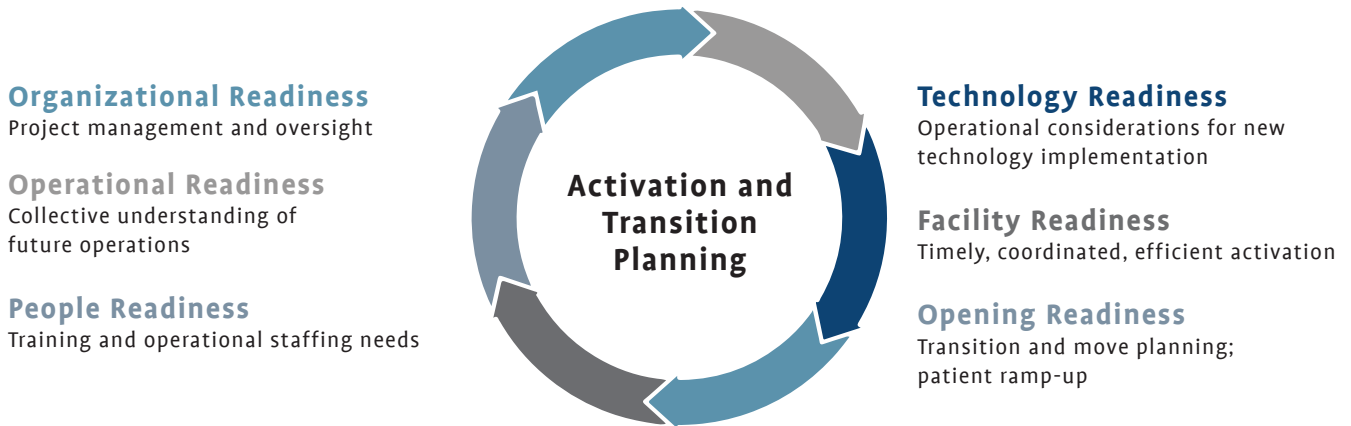 Organizational Readiness
Project management and oversight
Operational Readiness
Collective understanding of
future operations
People Readiness
Training and operational staffing needs
Activation and
Transition
Planning
Technology Readiness
Operational considerations for new
technology implementation
Facility Readiness
Timely, coordinated, efficient activation
Opening Readiness
Transition and move planning;
patient ramp-up